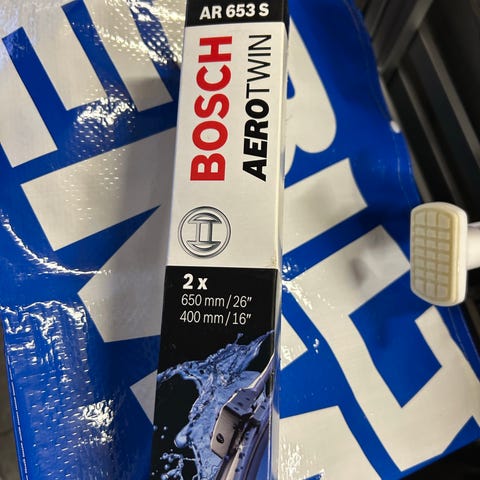 AR 653 S
BOSCH
AEROTWIN
2 x
650 mm/26"
400 mm/16"